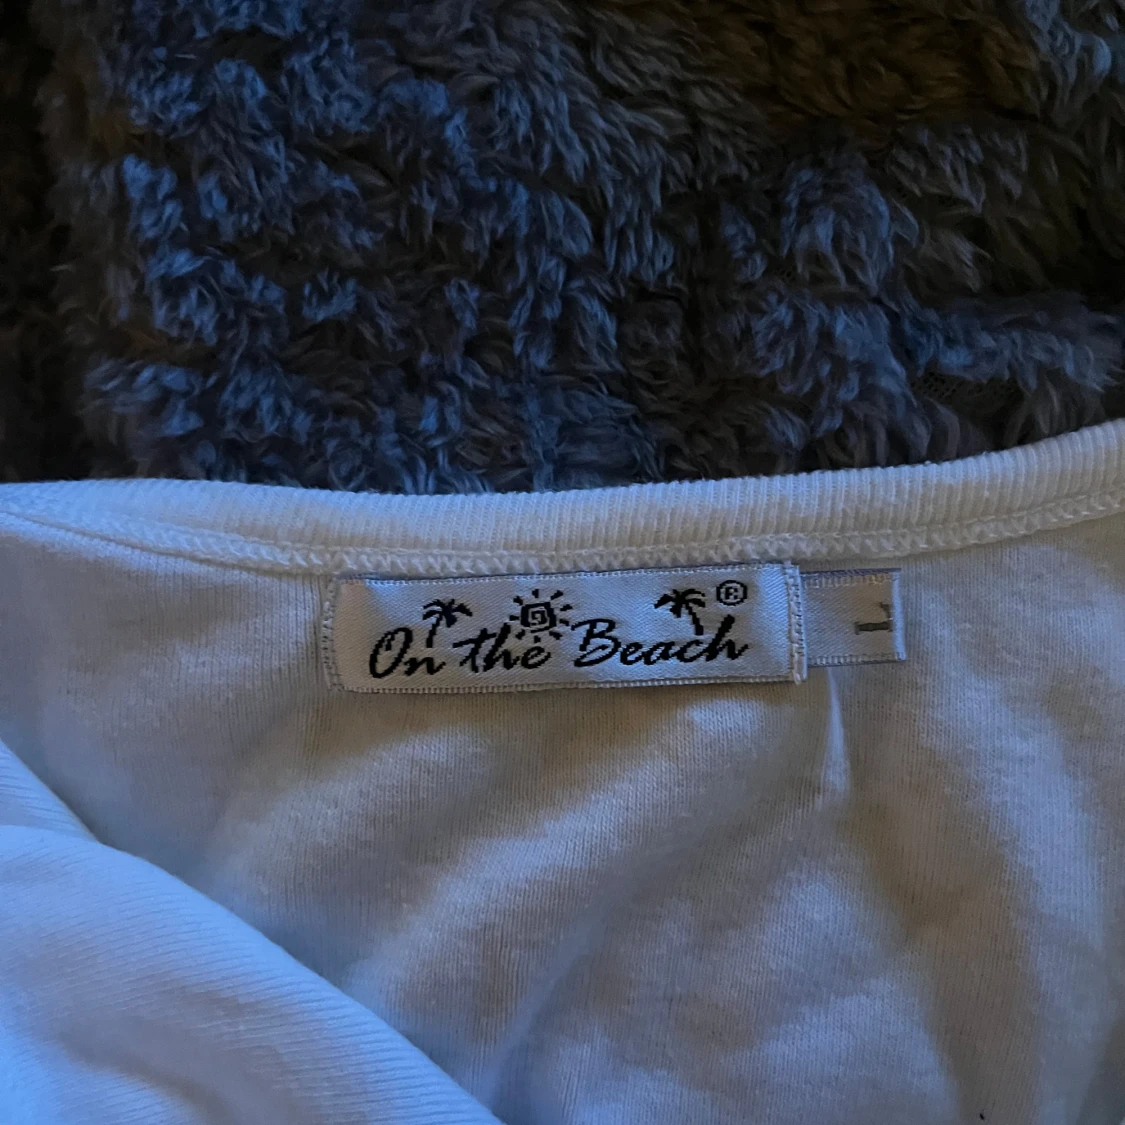 On the Beach ®
L